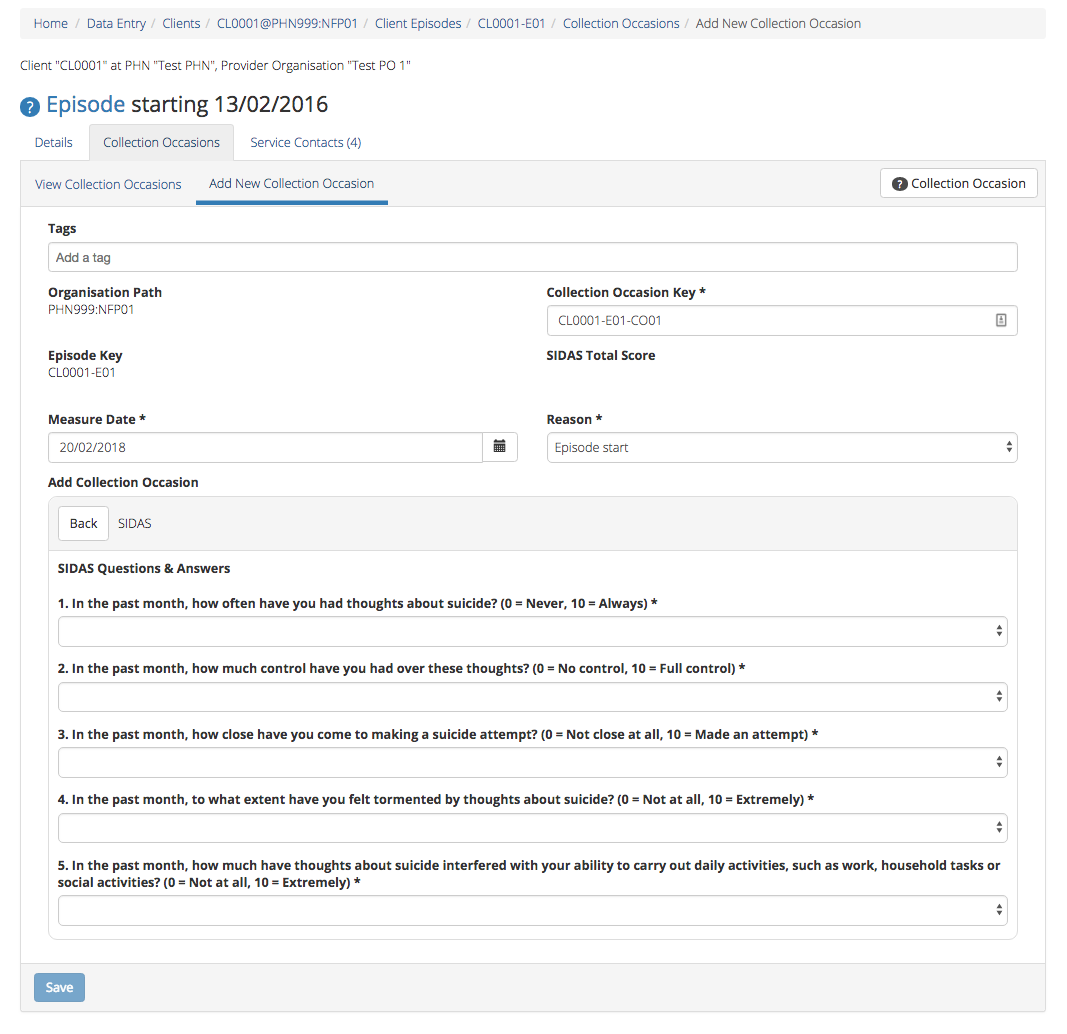 Home / Data Entry / Clients / CL0001@PHN999:NFP01 / Client Episodes / CL0001-E01 / Collection Occasions / Add New Collection Occasion
Client "CL0001" at PHN "Test PHN", Provider Organisation "Test PO 1"
? Episode starting 13/02/2016
Details Collection Occasions Service Contacts (4)
View Collection Occasions Add New Collection Occasion ? Collection Occasion
Tags
Add a tag
Organisation Path
PHN999:NFP01
Collection Occasion Key *
CL0001-E01-CO01
Episode Key
CL0001-E01
SIDAS Total Score
Measure Date *
20/02/2018
Reason *
Episode start
Add Collection Occasion
Back SIDAS
SIDAS Questions & Answers
1. In the past month, how often have you had thoughts about suicide? (0 = Never, 10 = Always) *
2. In the past month, how much control have you had over these thoughts? (0 = No control, 10 = Full control) *
3. In the past month, how close have you come to making a suicide attempt? (0 = Not close at all, 10 = Made an attempt) *
4. In the past month, to what extent have you felt tormented by thoughts about suicide? (0 = Not at all, 10 = Extremely) *
5. In the past month, how much have thoughts about suicide interfered with your ability to carry out daily activities, such as work, household tasks or
social activities? (0 = Not at all, 10 = Extremely) *
Save